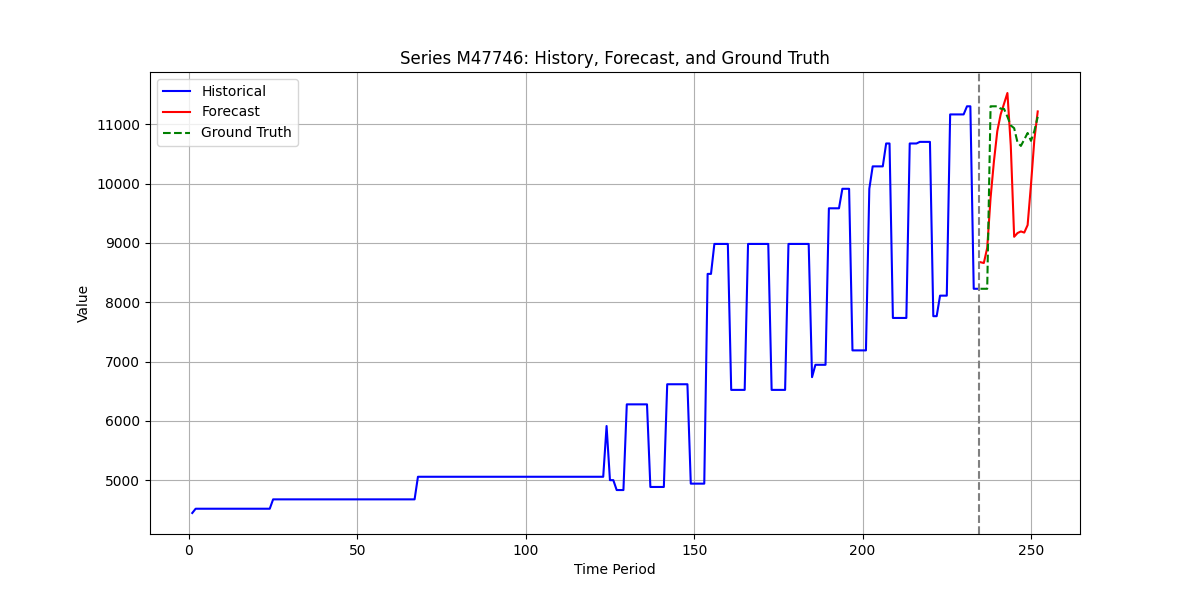 Series M47746: History, Forecast, and Ground Truth
Historical
Forecast
Ground Truth
11000
10000
9000
8000
7000
6000
5000
Value
0 50 100 150 200 250
Time Period